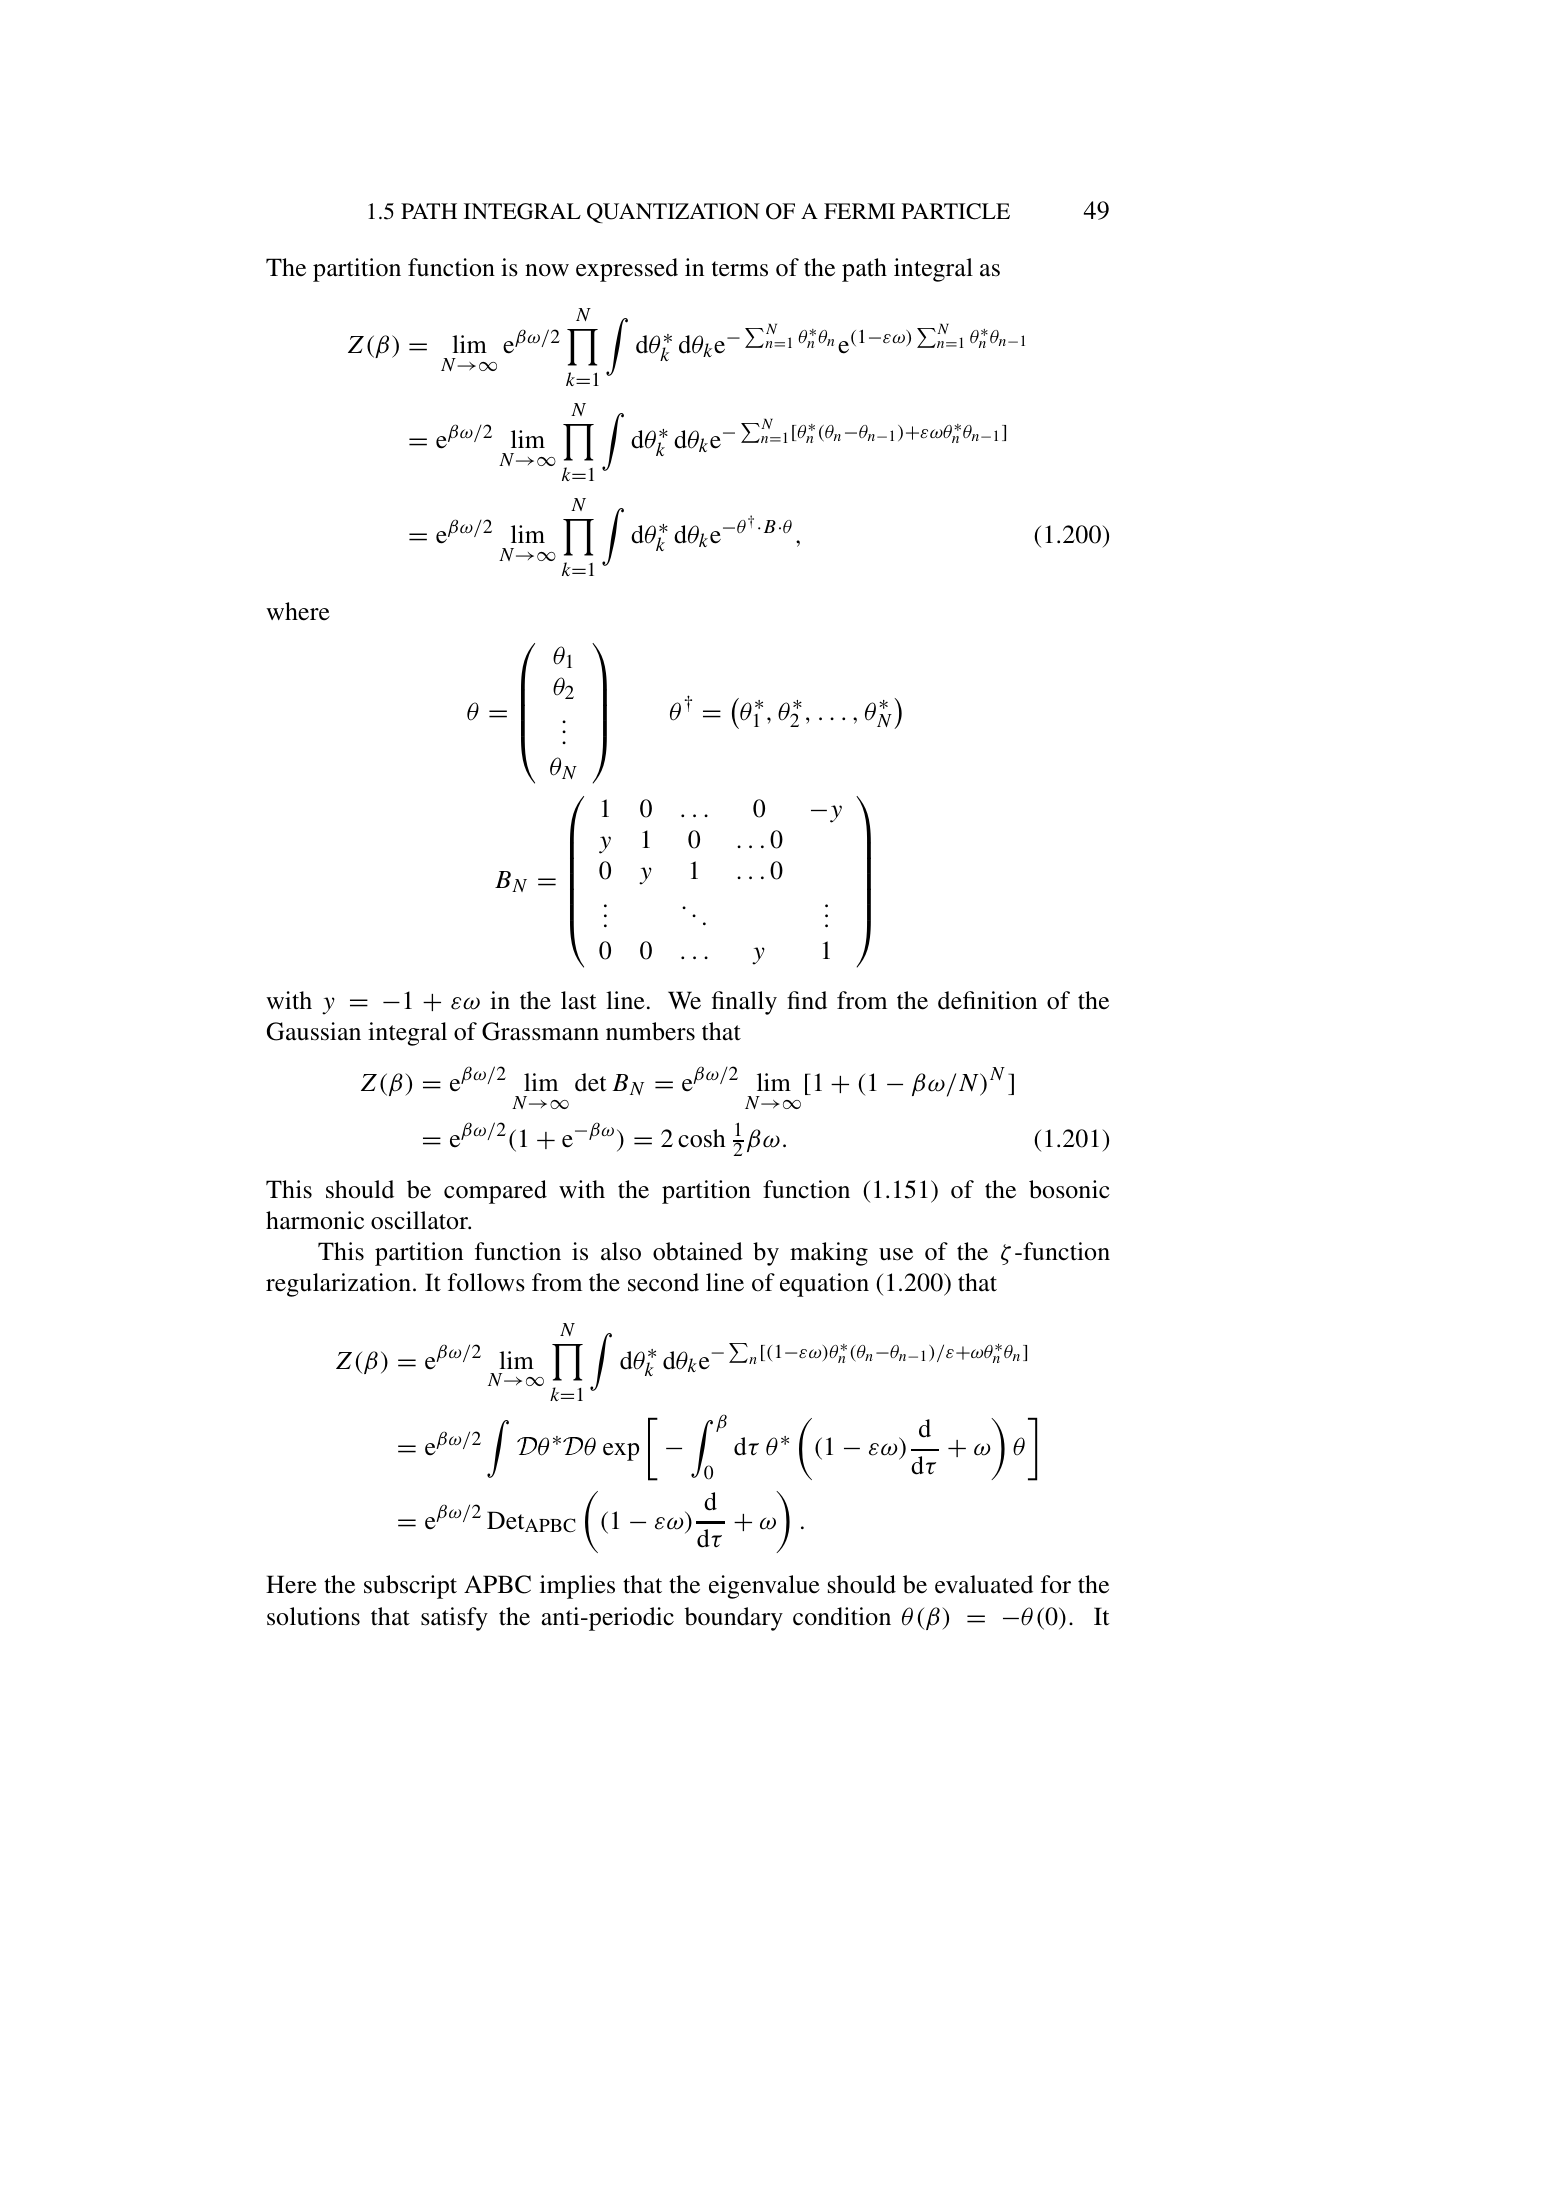 1.5 PATH INTEGRAL QUANTIZATION OF A FERMI PARTICLE 49
The partition function is now expressed in terms of the path integral as
Z(β) = lim_{N→∞} e^{βω/2} ∏_{k=1}^{N} ∫ dθ_k^* dθ_k e^{−∑_{n=1}^{N} θ_n^*θ_n} e^{(1−εω) ∑_{n=1}^{N} θ_n^*θ_{n−1}}
= e^{βω/2} lim_{N→∞} ∏_{k=1}^{N} ∫ dθ_k^* dθ_k e^{−∑_{n=1}^{N}[θ_n^*(θ_n−θ_{n−1})+εωθ_n^*θ_{n−1}]}
= e^{βω/2} lim_{N→∞} ∏_{k=1}^{N} ∫ dθ_k^* dθ_k e^{−θ^†·B·θ}, (1.200)
where
θ = ( θ_1 θ_2 ⋮ θ_N ) θ^† = (θ_1^*, θ_2^*, . . . , θ_N^*)
B_N = ( 1 0 . . . 0 −y
y 1 0 . . . 0
0 y 1 . . . 0
⋮ ⋱ ⋮
0 0 . . . y 1 )
with y = −1 + εω in the last line. We finally find from the definition of the
Gaussian integral of Grassmann numbers that
Z(β) = e^{βω/2} lim_{N→∞} det B_N = e^{βω/2} lim_{N→∞} [1 + (1 − βω/N)^N]
= e^{βω/2}(1 + e^{−βω}) = 2 cosh ½βω. (1.201)
This should be compared with the partition function (1.151) of the bosonic
harmonic oscillator.
This partition function is also obtained by making use of the ζ-function
regularization. It follows from the second line of equation (1.200) that
Z(β) = e^{βω/2} lim_{N→∞} ∏_{k=1}^{N} ∫ dθ_k^* dθ_k e^{−∑_n[(1−εω)θ_n^*(θ_n−θ_{n−1})/ε+ωθ_n^*θ_n]}
= e^{βω/2} ∫ 𝒟θ^*𝒟θ exp[ − ∫_0^β dτ θ^* ( (1 − εω) d/dτ + ω ) θ ]
= e^{βω/2} Det_{APBC} ( (1 − εω) d/dτ + ω ) .
Here the subscript APBC implies that the eigenvalue should be evaluated for the
solutions that satisfy the anti-periodic boundary condition θ(β) = −θ(0). It